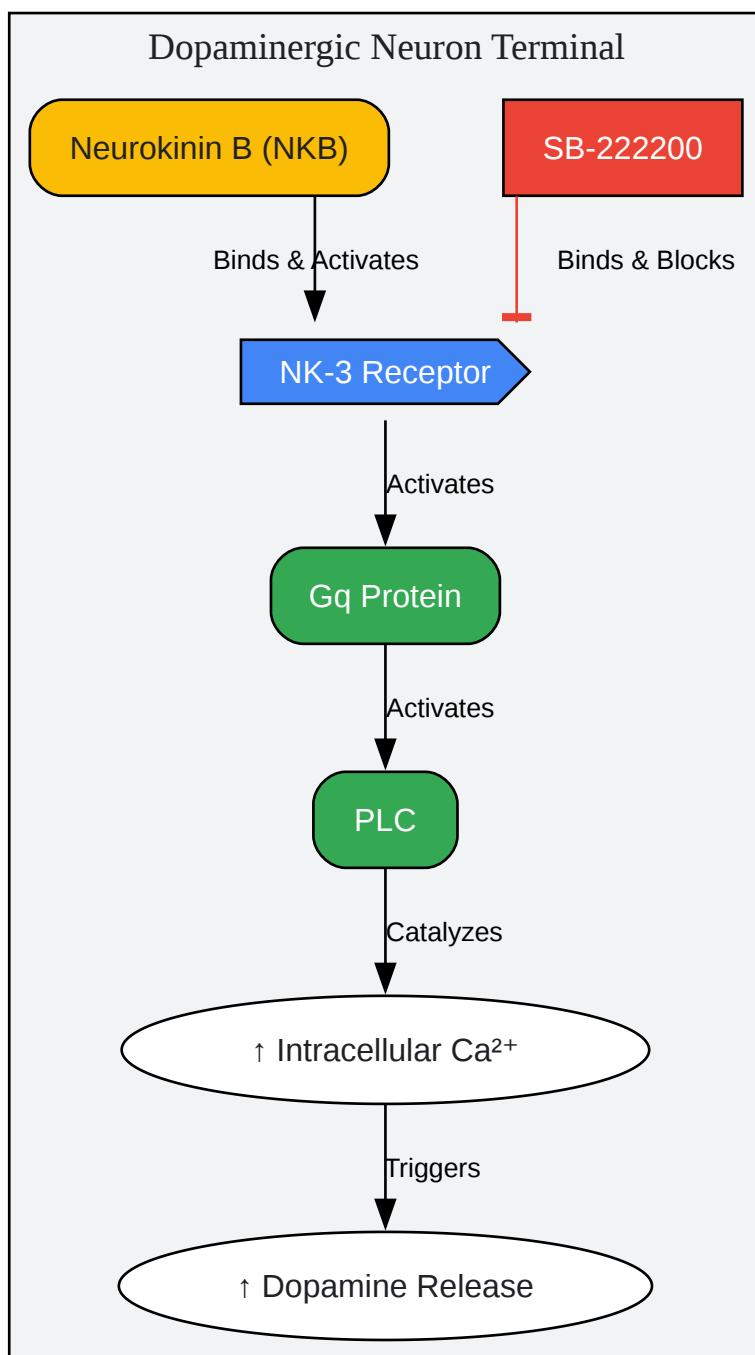 Dopaminergic Neuron Terminal
Neurokinin B (NKB)
SB-222200
Binds & Activates
Binds & Blocks
NK-3 Receptor
Activates
Gq Protein
Activates
PLC
Catalyzes
↑ Intracellular Ca²⁺
Triggers
↑ Dopamine Release